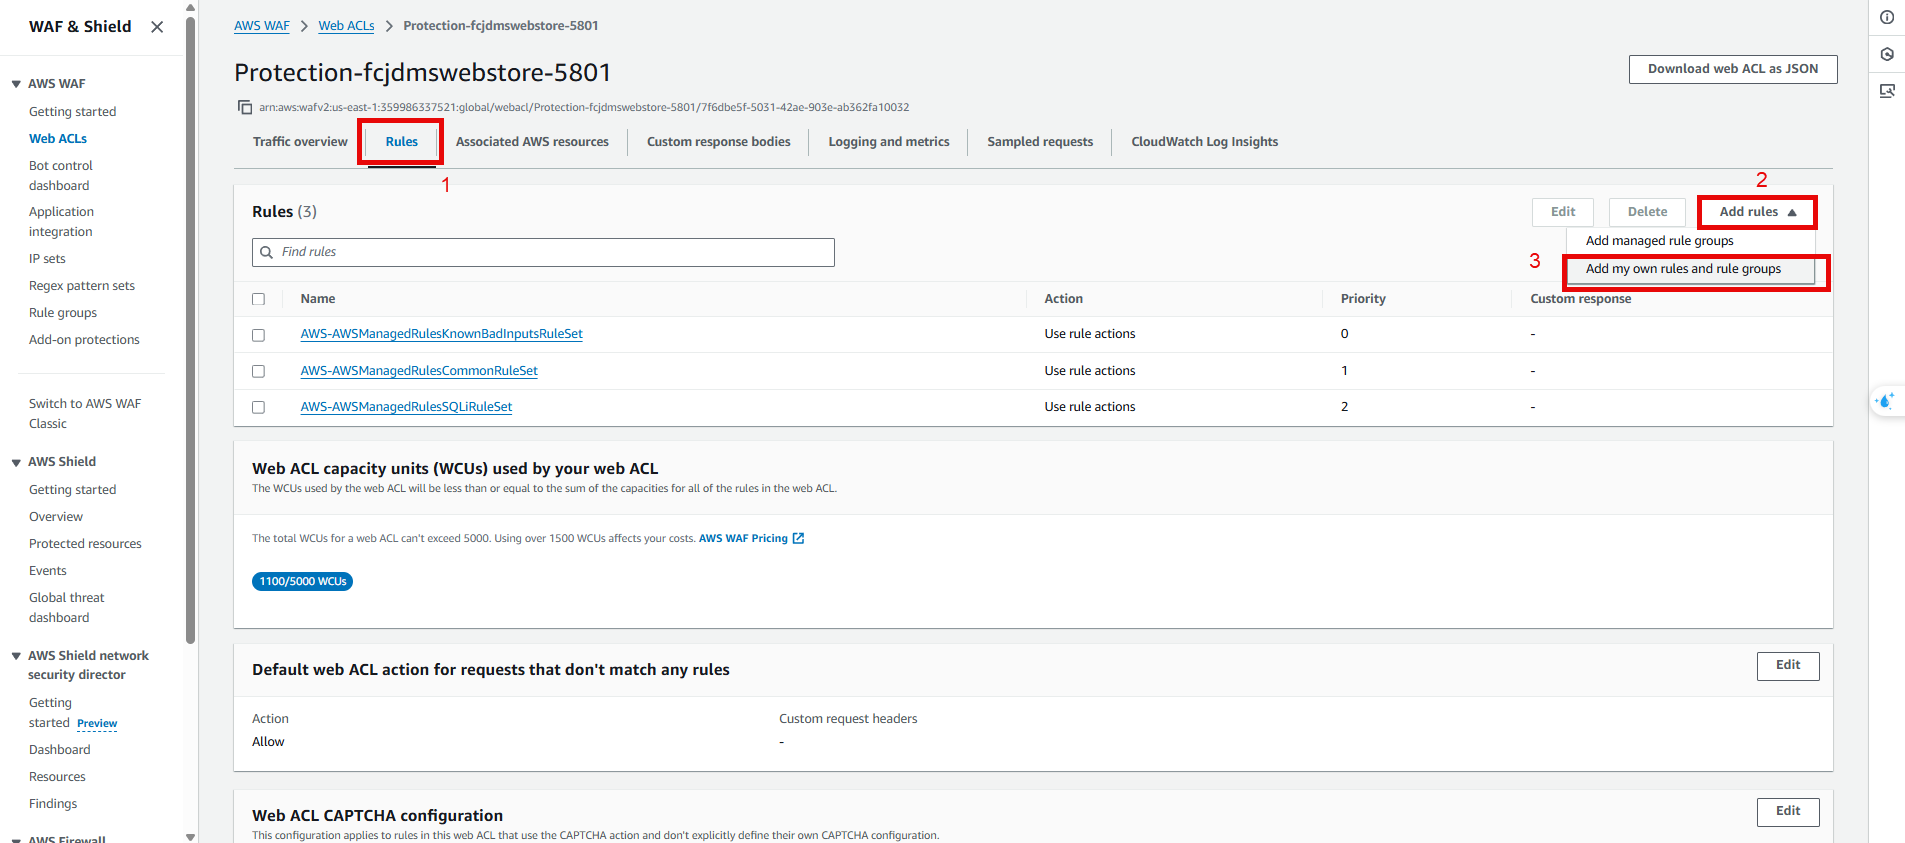 WAF & Shield
AWS WAF
Getting started
Web ACLs
Bot control
dashboard
Application
integration
IP sets
Regex pattern sets
Rule groups
Add-on protections
Switch to AWS WAF
Classic
AWS Shield
Getting started
Overview
Protected resources
Events
Global threat
dashboard
AWS Shield network
security director
Getting
started Preview
Dashboard
Resources
Findings
AWS Firewall
AWS WAF > Web ACLs > Protection-fcjdmswebstore-5801
Protection-fcjdmswebstore-5801
Download web ACL as JSON
arn:aws:wafv2:us-east-1:359986337521:global/webacl/Protection-fcjdmswebstore-5801/7f6dbe5f-5031-42ae-903e-ab362fa10032
Traffic overview Rules Associated AWS resources Custom response bodies Logging and metrics Sampled requests CloudWatch Log Insights
1
2
Rules (3)
Edit Delete Add rules
Add managed rule groups
3
Add my own rules and rule groups
Find rules
Name Action Priority Custom response
AWS-AWSManagedRulesKnownBadInputsRuleSet Use rule actions 0 -
AWS-AWSManagedRulesCommonRuleSet Use rule actions 1 -
AWS-AWSManagedRulesSQLiRuleSet Use rule actions 2 -
Web ACL capacity units (WCUs) used by your web ACL
The WCUs used by the web ACL will be less than or equal to the sum of the capacities for all of the rules in the web ACL.
The total WCUs for a web ACL can't exceed 5000. Using over 1500 WCUs affects your costs. AWS WAF Pricing
1100/5000 WCUs
Default web ACL action for requests that don't match any rules
Edit
Action Custom request headers
Allow -
Web ACL CAPTCHA configuration
Edit
This configuration applies to rules in this web ACL that use the CAPTCHA action and don't explicitly define their own CAPTCHA configuration.